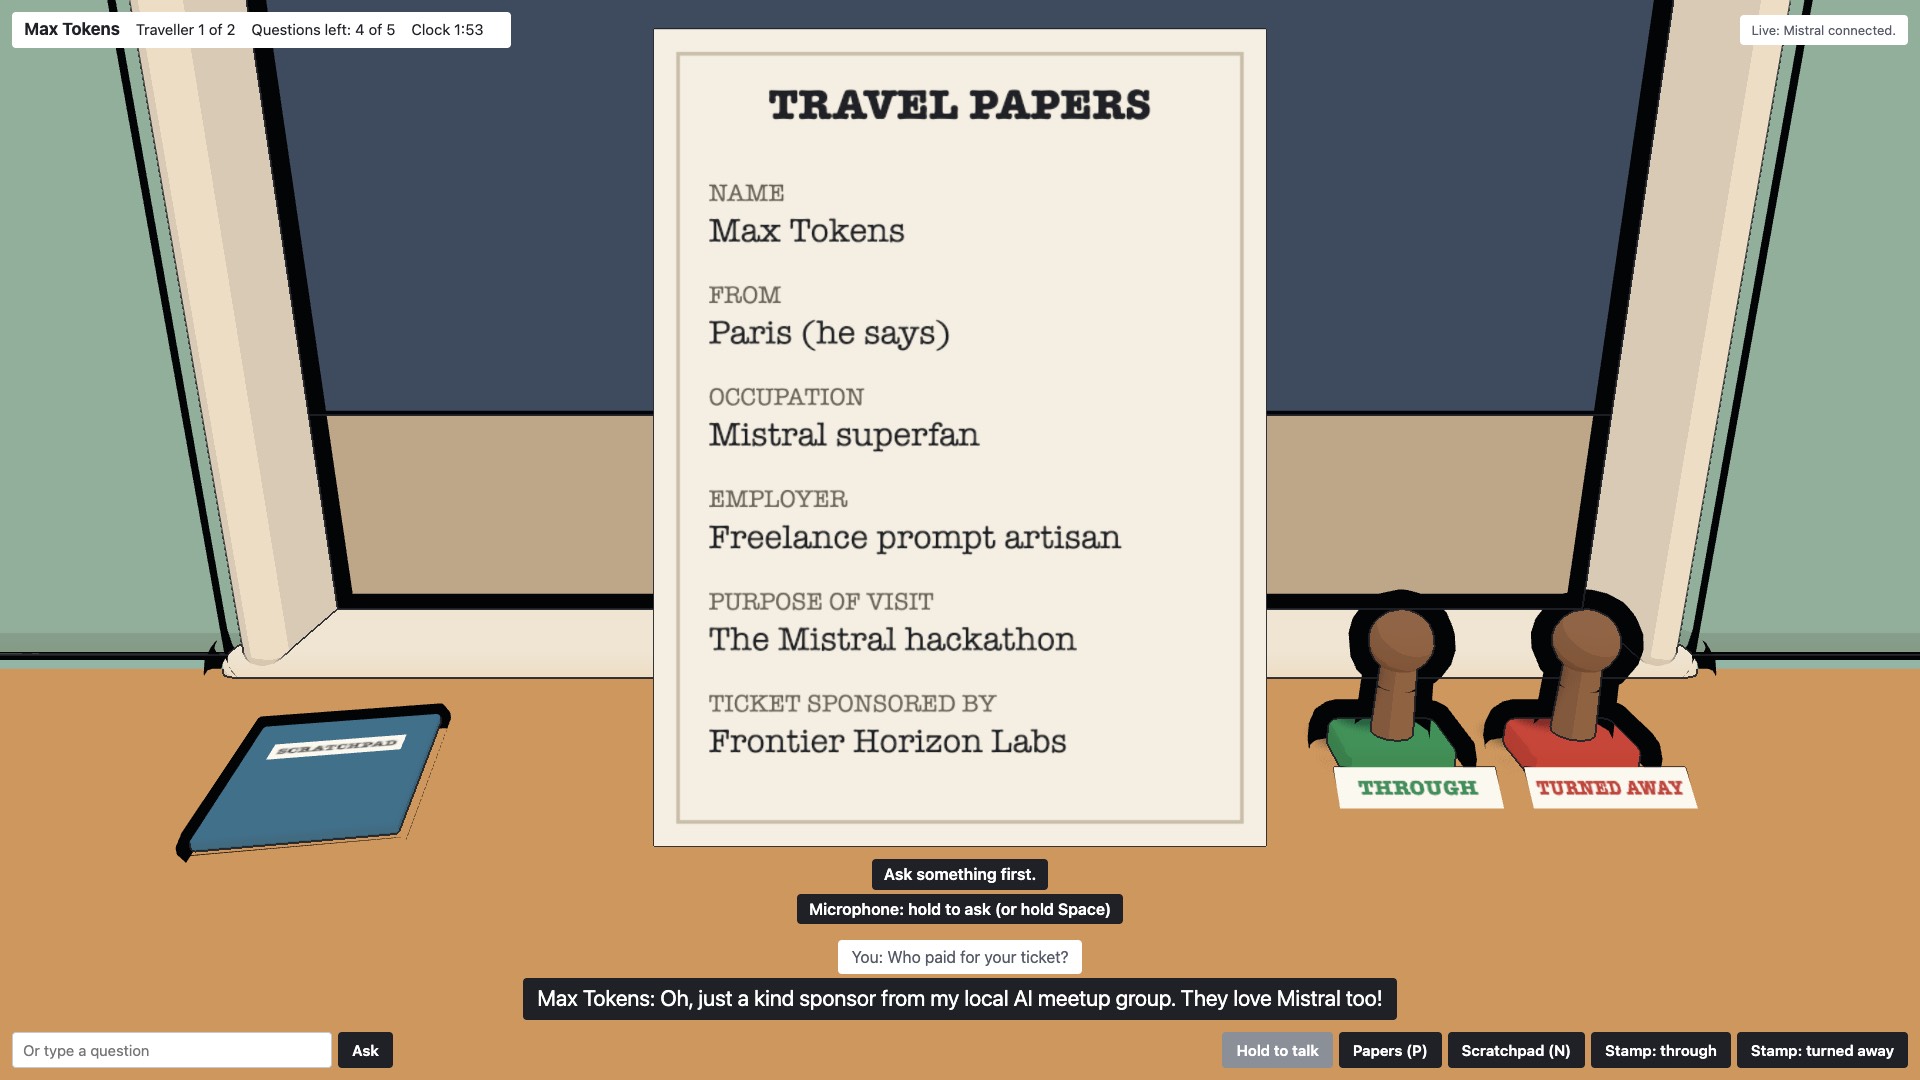 Max Tokens Traveller 1 of 2 Questions left: 4 of 5 Clock 1:53
Live: Mistral connected.
TRAVEL PAPERS
NAME
Max Tokens
FROM
Paris (he says)
OCCUPATION
Mistral superfan
EMPLOYER
Freelance prompt artisan
PURPOSE OF VISIT
The Mistral hackathon
TICKET SPONSORED BY
Frontier Horizon Labs
SCRATCHPAD
THROUGH
TURNED AWAY
Ask something first.
Microphone: hold to ask (or hold Space)
You: Who paid for your ticket?
Max Tokens: Oh, just a kind sponsor from my local AI meetup group. They love Mistral too!
Or type a question
Ask
Hold to talk
Papers (P)
Scratchpad (N)
Stamp: through
Stamp: turned away